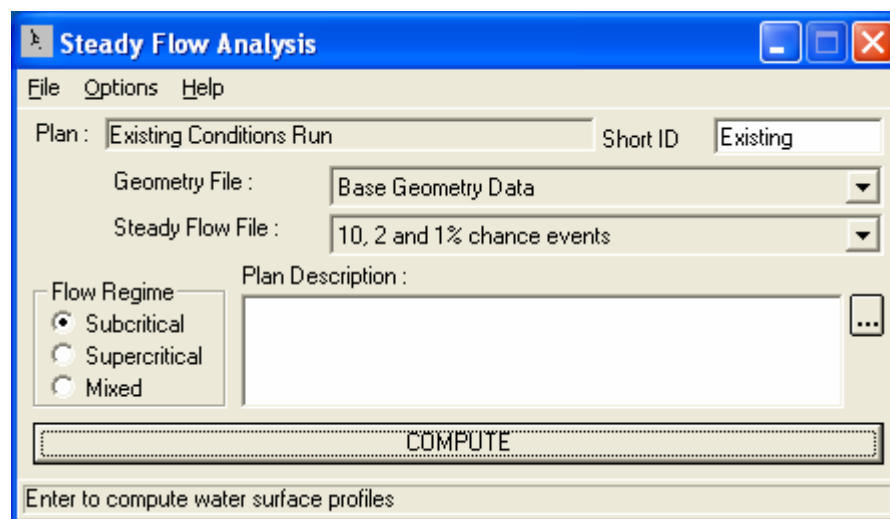 Steady Flow Analysis
File Options Help
Plan : Existing Conditions Run Short ID Existing
Geometry File : Base Geometry Data
Steady Flow File : 10, 2 and 1% chance events
Plan Description :
Flow Regime
Subcritical
Supercritical
Mixed
...
COMPUTE
Enter to compute water surface profiles